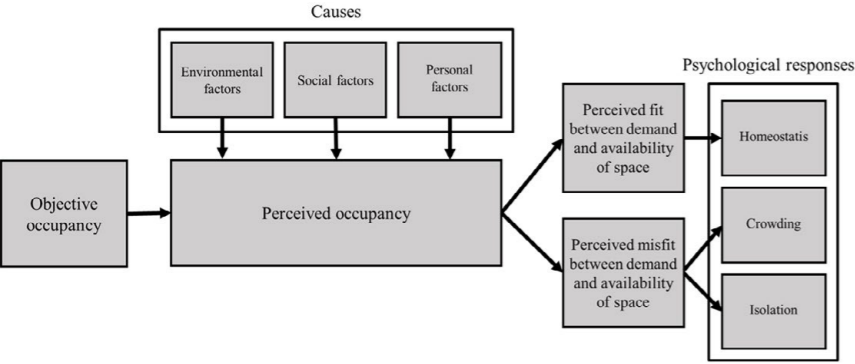 Causes
Environmental
factors
Social factors
Personal
factors
Psychological responses
Objective
occupancy
Perceived occupancy
Perceived fit
between demand
and availability
of space
Perceived misfit
between demand
and availability
of space
Homeostatis
Crowding
Isolation